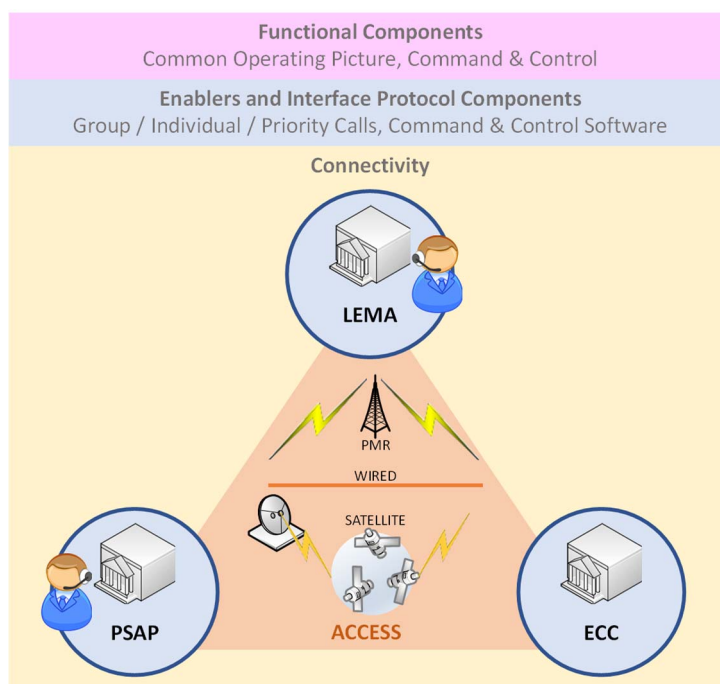 Functional Components
Common Operating Picture, Command & Control
Enablers and Interface Protocol Components
Group / Individual / Priority Calls, Command & Control Software
Connectivity
LEMA
PMR
WIRED
SATELLITE
PSAP
ACCESS
ECC